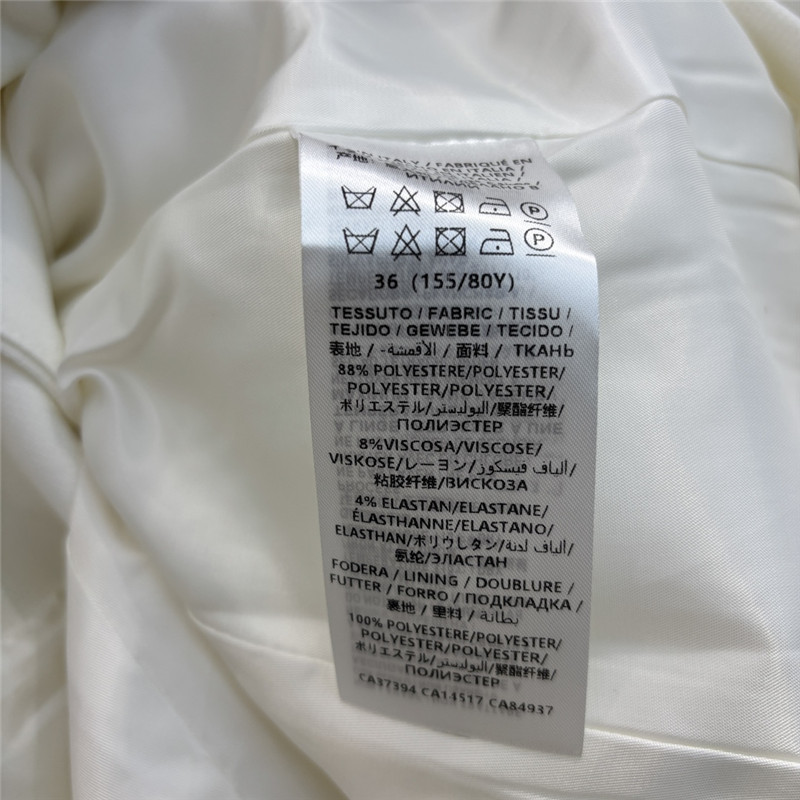 ITALY / FABRIQUÉ EN
产地
EN ITALIA /
36 (155/80Y)
TESSUTO / FABRIC / TISSU /
TEJIDO / GEWEBE / TECIDO /
表地 / الأقمشة- / 面料 / ТКАНЬ
88% POLYESTERE/POLYESTER/
POLYESTER/POLYESTER/
ポリエステル/البوليستر/聚酯纤维/
ПОЛИЭСТЕР
8%VISCOSA/VISCOSE/
VISKOSE/レーヨン/ألياف فيسكوز/
粘胶纤维/ВИСКОЗА
4% ELASTAN/ELASTANE/
ÉLASTHANNE/ELASTANO/
ELASTHAN/ポリウレタン/ألياف لدنة/
氨纶/ЭЛАСТАН
FODERA / LINING / DOUBLURE /
FUTTER / FORRO / ПОДКЛАДКА /
裏地 / 里料 / بطانة
100% POLYESTERE/POLYESTER/
POLYESTER/POLYESTER/
ポリエステル/البوليستر/聚酯纤维/
ПОЛИЭСТЕР
CA37394 CA14517 CA84937